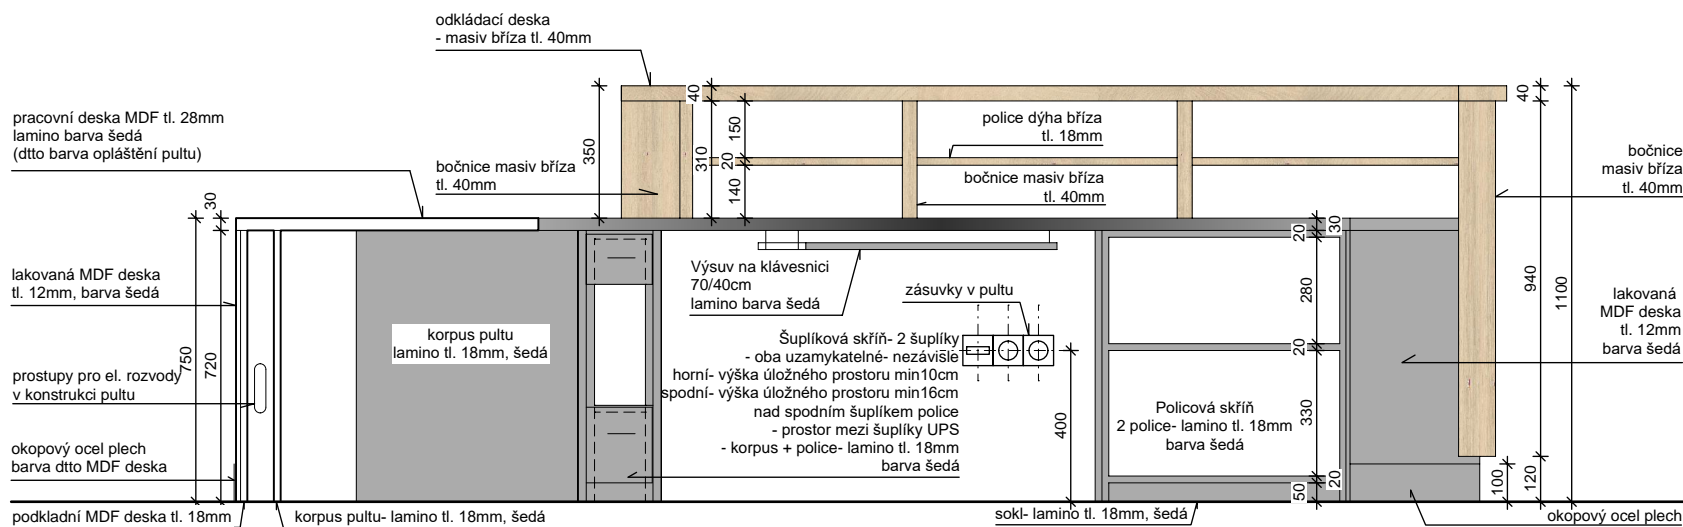 odkládací deska
- masiv bříza tl. 40mm
pracovní deska MDF tl. 28mm
lamino barva šedá
(dtto barva opláštění pultu)
bočnice masiv bříza
tl. 40mm
police dýha bříza
tl. 18mm
bočnice masiv bříza
tl. 40mm
bočnice
masiv bříza
tl. 40mm
350
40
310
150
20
140
40
940
1100
30
750
720
lakovaná MDF deska
tl. 12mm, barva šedá
korpus pultu
lamino tl. 18mm, šedá
prostupy pro el. rozvody
v konstrukci pultu
okopový ocel plech
barva dtto MDF deska
podkladní MDF deska tl. 18mm
korpus pultu- lamino tl. 18mm, šedá
Výsuv na klávesnici
70/40cm
lamino barva šedá
zásuvky v pultu
Šuplíková skříň- 2 šuplíky
- oba uzamykatelné- nezávisle
horní- výška úložného prostoru min10cm
spodní- výška úložného prostoru min16cm
nad spodním šuplíkem police
- prostor mezi šuplíky UPS
- korpus + police- lamino tl. 18mm
barva šedá
400
Policová skříň
2 police- lamino tl. 18mm
barva šedá
20
30
280
20
330
20
50
lakovaná
MDF deska
tl. 12mm
barva šedá
100
120
sokl- lamino tl. 18mm, šedá
okopový ocel plech